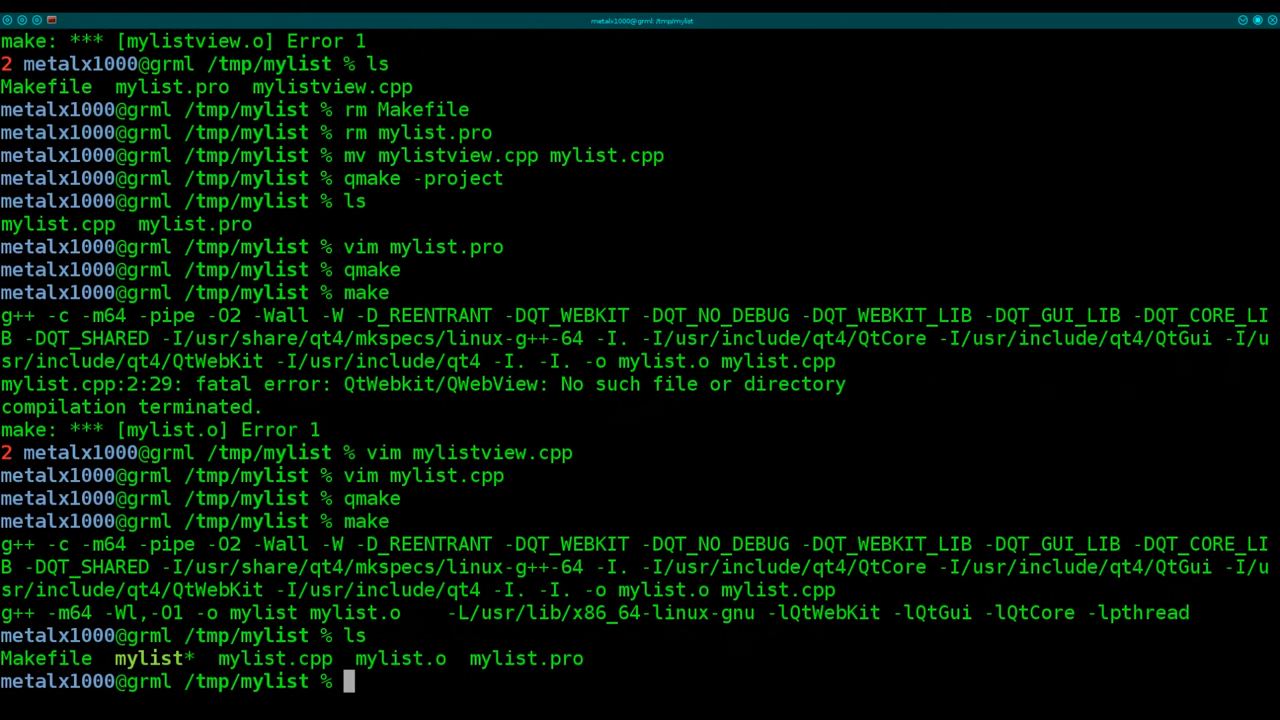 metalx1000@grml: /tmp/mylist
make: *** [mylistview.o] Error 1
2 metalx1000@grml /tmp/mylist % ls
Makefile  mylist.pro  mylistview.cpp
metalx1000@grml /tmp/mylist % rm Makefile
metalx1000@grml /tmp/mylist % rm mylist.pro
metalx1000@grml /tmp/mylist % mv mylistview.cpp mylist.cpp
metalx1000@grml /tmp/mylist % qmake -project
metalx1000@grml /tmp/mylist % ls
mylist.cpp  mylist.pro
metalx1000@grml /tmp/mylist % vim mylist.pro
metalx1000@grml /tmp/mylist % qmake
metalx1000@grml /tmp/mylist % make
g++ -c -m64 -pipe -O2 -Wall -W -D_REENTRANT -DQT_WEBKIT -DQT_NO_DEBUG -DQT_WEBKIT_LIB -DQT_GUI_LIB -DQT_CORE_LI
B -DQT_SHARED -I/usr/share/qt4/mkspecs/linux-g++-64 -I. -I/usr/include/qt4/QtCore -I/usr/include/qt4/QtGui -I/u
sr/include/qt4/QtWebKit -I/usr/include/qt4 -I. -I. -o mylist.o mylist.cpp
mylist.cpp:2:29: fatal error: QtWebkit/QWebView: No such file or directory
compilation terminated.
make: *** [mylist.o] Error 1
2 metalx1000@grml /tmp/mylist % vim mylistview.cpp
metalx1000@grml /tmp/mylist % vim mylist.cpp
metalx1000@grml /tmp/mylist % qmake
metalx1000@grml /tmp/mylist % make
g++ -c -m64 -pipe -O2 -Wall -W -D_REENTRANT -DQT_WEBKIT -DQT_NO_DEBUG -DQT_WEBKIT_LIB -DQT_GUI_LIB -DQT_CORE_LI
B -DQT_SHARED -I/usr/share/qt4/mkspecs/linux-g++-64 -I. -I/usr/include/qt4/QtCore -I/usr/include/qt4/QtGui -I/u
sr/include/qt4/QtWebKit -I/usr/include/qt4 -I. -I. -o mylist.o mylist.cpp
g++ -m64 -Wl,-O1 -o mylist mylist.o    -L/usr/lib/x86_64-linux-gnu -lQtWebKit -lQtGui -lQtCore -lpthread
metalx1000@grml /tmp/mylist % ls
Makefile  mylist*  mylist.cpp  mylist.o  mylist.pro
metalx1000@grml /tmp/mylist %